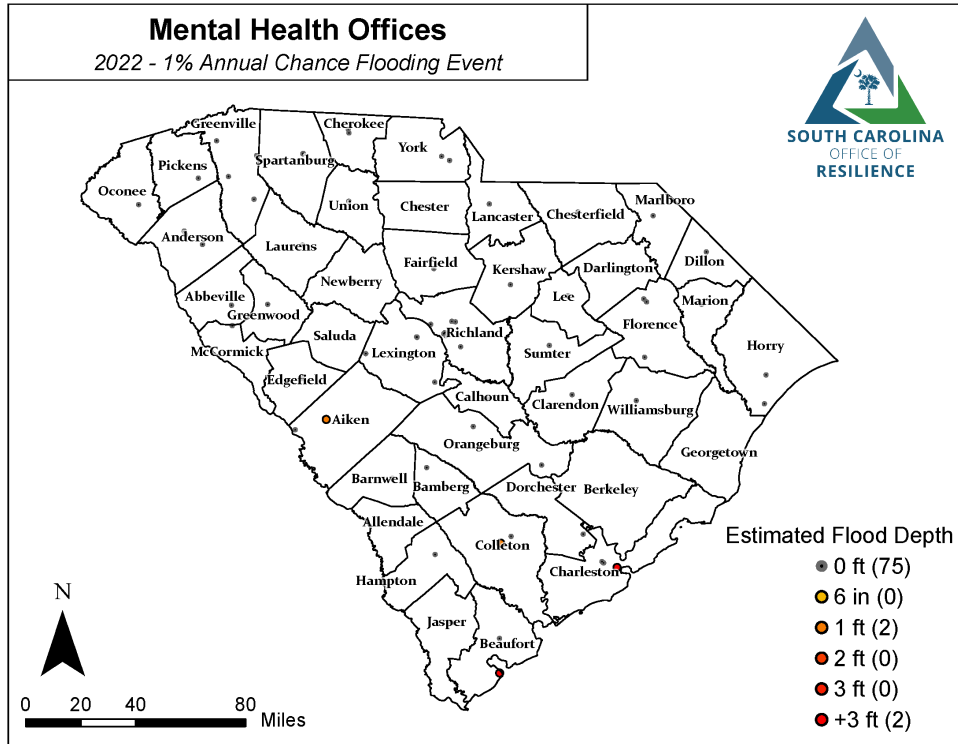 Mental Health Offices
2022 - 1% Annual Chance Flooding Event
SOUTH CAROLINA
OFFICE OF
RESILIENCE
Greenville
Cherokee
York
Spartanburg
Pickens
Oconee
Union
Chester
Lancaster
Chesterfield
Marlboro
Anderson
Laurens
Fairfield
Kershaw
Darlington
Dillon
Newberry
Lee
Marion
Abbeville
Greenwood
Saluda
Richland
Florence
McCormick
Lexington
Sumter
Horry
Edgefield
Calhoun
Clarendon
Williamsburg
Aiken
Orangeburg
Georgetown
Barnwell
Bamberg
Dorchester
Berkeley
Allendale
Colleton
Charleston
Hampton
Jasper
Beaufort
Estimated Flood Depth
0 ft (75)
6 in (0)
1 ft (2)
2 ft (0)
3 ft (0)
+3 ft (2)
N
0 20 40 80
Miles